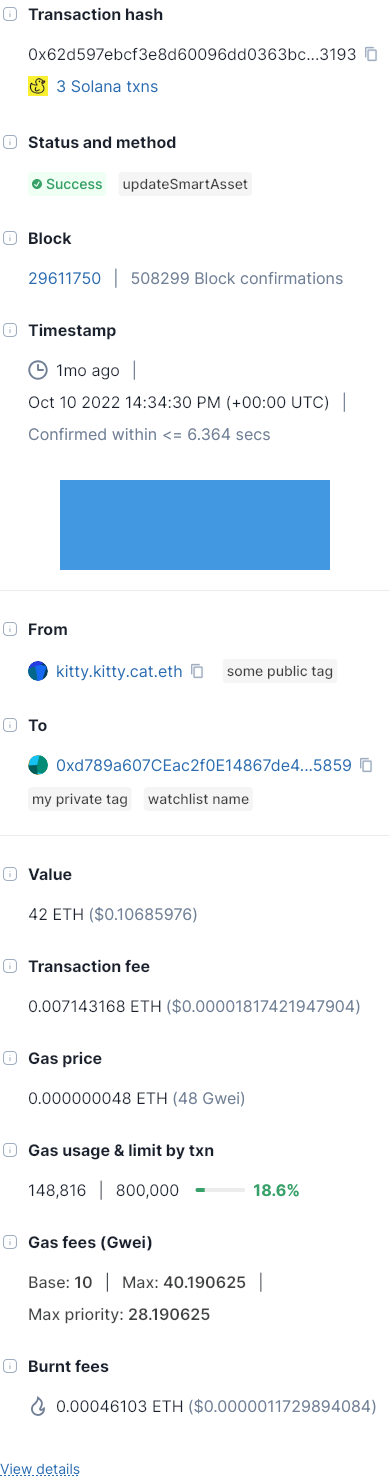 Transaction hash
0x62d597ebcf3e8d60096dd0363bc...3193
3 Solana txns
Status and method
Success updateSmartAsset
Block
29611750 | 508299 Block confirmations
Timestamp
1mo ago |
Oct 10 2022 14:34:30 PM (+00:00 UTC) |
Confirmed within <= 6.364 secs
From
kitty.kitty.cat.eth some public tag
To
0xd789a607CEac2f0E14867de4...5859
my private tag watchlist name
Value
42 ETH ($0.10685976)
Transaction fee
0.007143168 ETH ($0.00001817421947904)
Gas price
0.000000048 ETH (48 Gwei)
Gas usage & limit by txn
148,816 | 800,000 18.6%
Gas fees (Gwei)
Base: 10 | Max: 40.190625 |
Max priority: 28.190625
Burnt fees
0.00046103 ETH ($0.0000011729894084)
View details